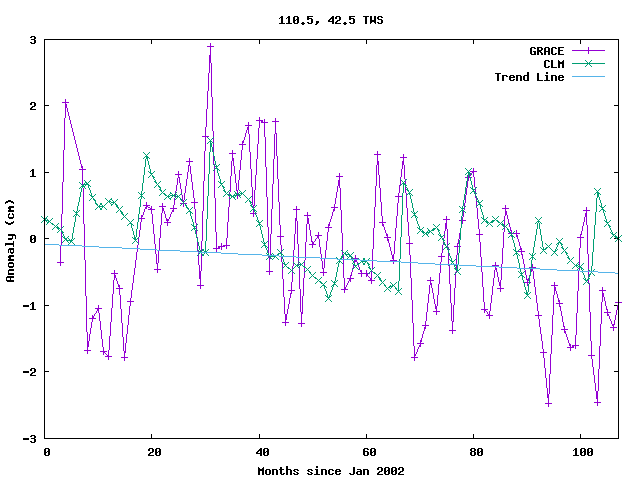 110.5, 42.5 TWS
GRACE
CLM
Trend Line
3
2
1
0
-1
-2
-3
Anomaly (cm)
0 20 40 60 80 100
Months since Jan 2002